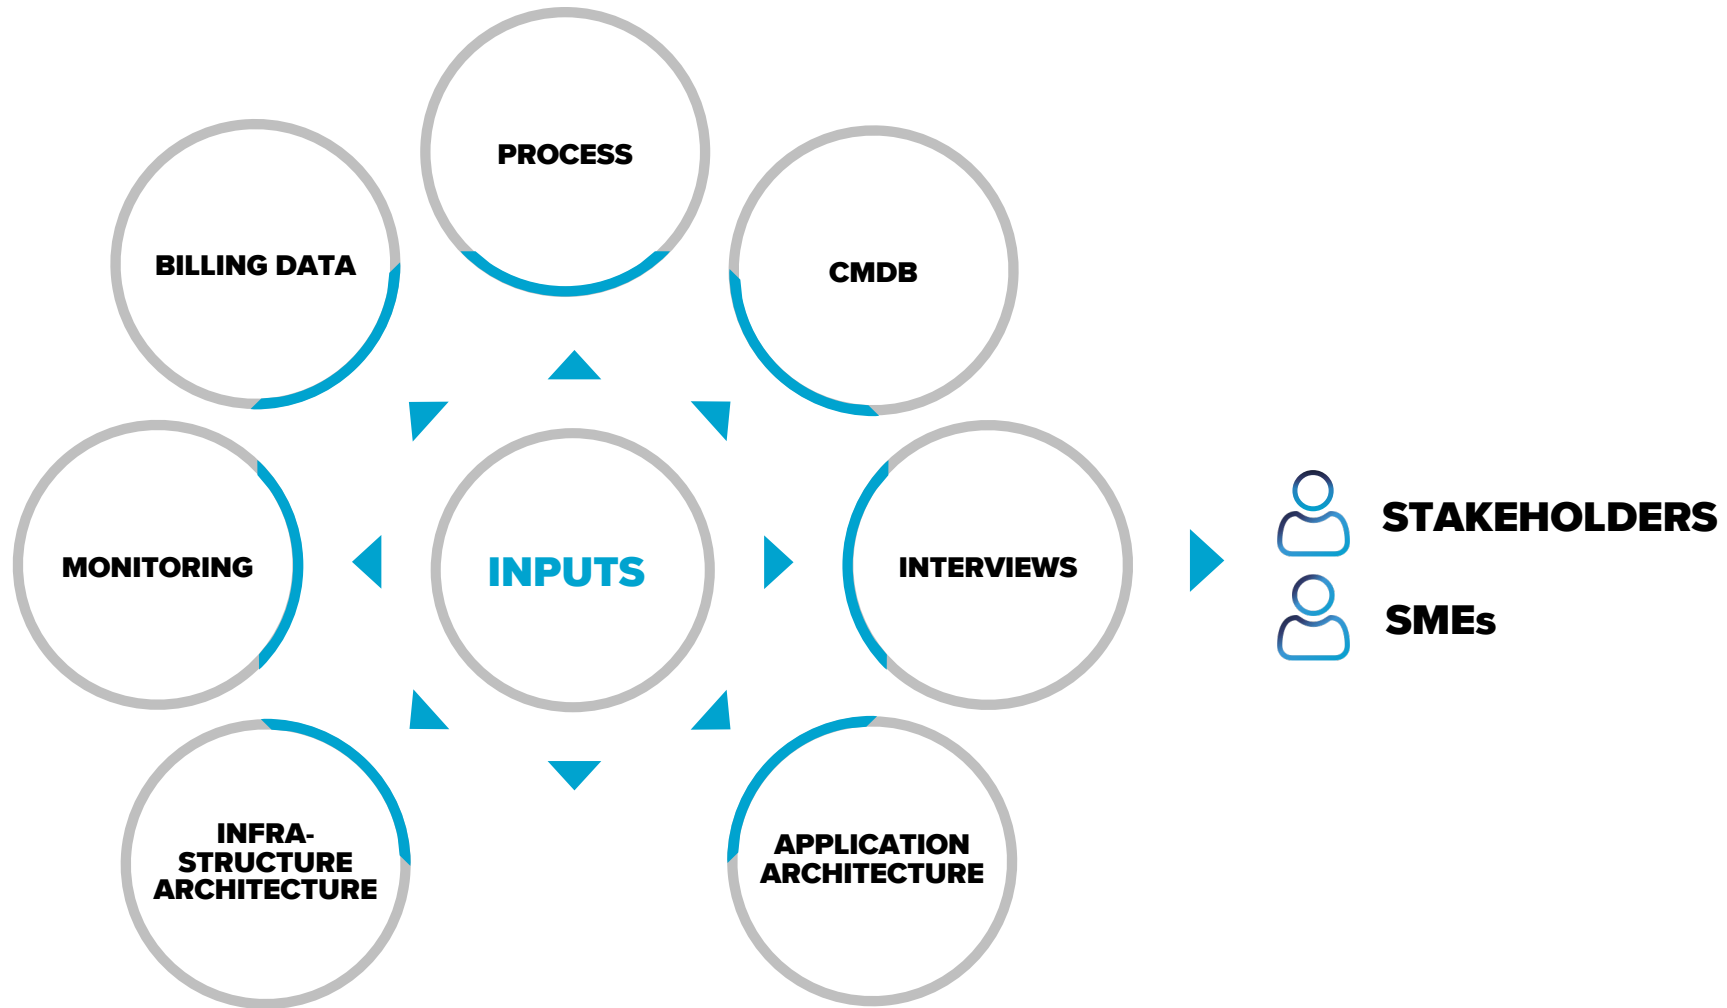 PROCESS
BILLING DATA
CMDB
MONITORING
INPUTS
INTERVIEWS
STAKEHOLDERS
SMEs
INFRA-
STRUCTURE
ARCHITECTURE
APPLICATION
ARCHITECTURE